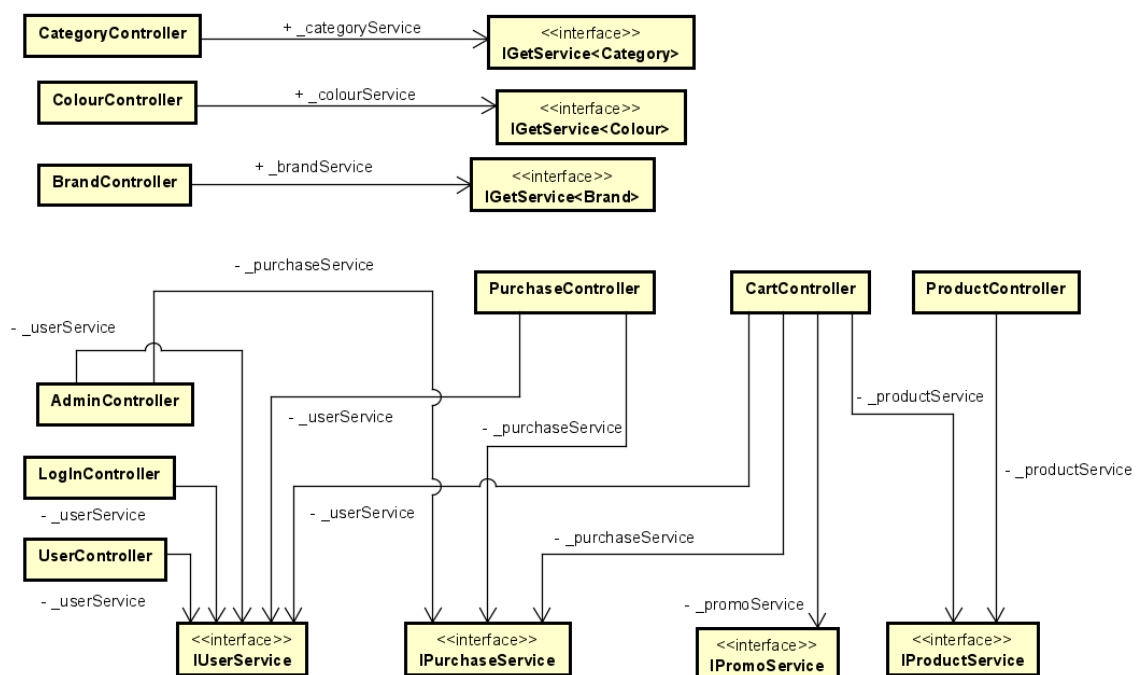 CategoryController
+ _categoryService
<<interface>>
IGetService<Category>
ColourController
+ _colourService
<<interface>>
IGetService<Colour>
BrandController
+ _brandService
<<interface>>
IGetService<Brand>
- _purchaseService
PurchaseController
CartController
ProductController
- _userService
AdminController
- _userService
- _productService
- _purchaseService
LogInController
- _productService
- _userService
- _userService
UserController
- _purchaseService
- _userService
- _promoService
<<interface>>
IUserService
<<interface>>
IPurchaseService
<<interface>>
IPromoService
<<interface>>
IProductService